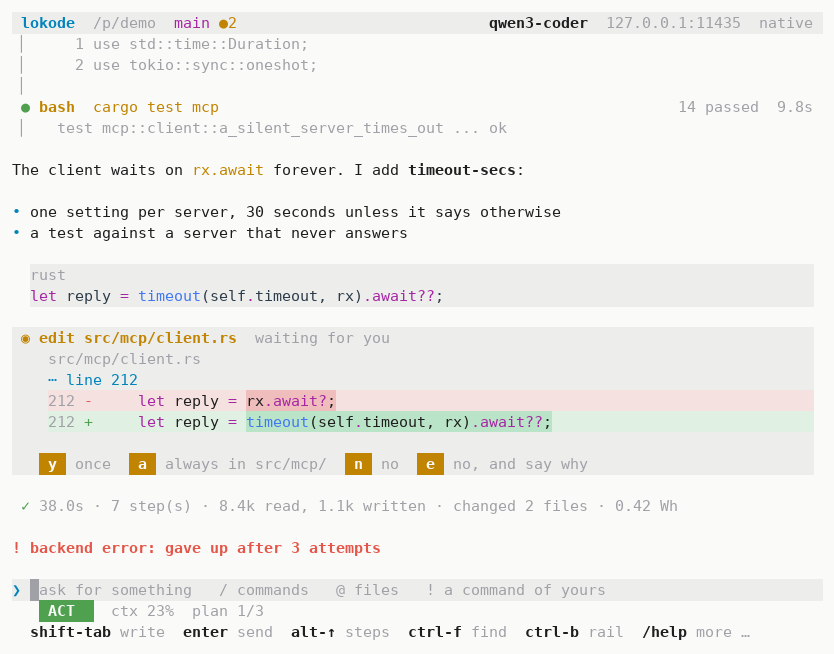 lokode  /p/demo  main ●2  qwen3-coder  127.0.0.1:11435  native
│      1 use std::time::Duration;
│      2 use tokio::sync::oneshot;
│
● bash  cargo test mcp  14 passed  9.8s
│    test mcp::client::a_silent_server_times_out ... ok
The client waits on rx.await forever. I add timeout-secs:
• one setting per server, 30 seconds unless it says otherwise
• a test against a server that never answers
rust
let reply = timeout(self.timeout, rx).await??;
◉ edit src/mcp/client.rs  waiting for you
src/mcp/client.rs
⋯ line 212
212 -     let reply = rx.await?;
212 +     let reply = timeout(self.timeout, rx).await??;
y once  a always in src/mcp/  n no  e no, and say why
✓ 38.0s · 7 step(s) · 8.4k read, 1.1k written · changed 2 files · 0.42 Wh
! backend error: gave up after 3 attempts
❯ ask for something   / commands   @ files   ! a command of yours
ACT  ctx 23%  plan 1/3
shift-tab write  enter send  alt-↑ steps  ctrl-f find  ctrl-b rail  /help more …